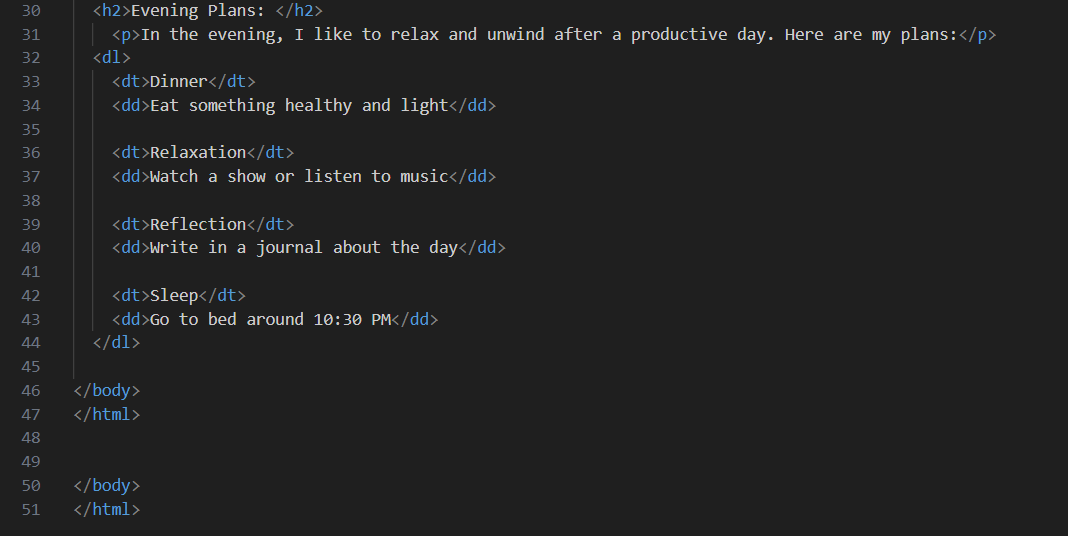 30 <h2>Evening Plans: </h2>
31 <p>In the evening, I like to relax and unwind after a productive day. Here are my plans:</p>
32 <dl>
33 <dt>Dinner</dt>
34 <dd>Eat something healthy and light</dd>
35
36 <dt>Relaxation</dt>
37 <dd>Watch a show or listen to music</dd>
38
39 <dt>Reflection</dt>
40 <dd>Write in a journal about the day</dd>
41
42 <dt>Sleep</dt>
43 <dd>Go to bed around 10:30 PM</dd>
44 </dl>
45
46 </body>
47 </html>
48
49
50 </body>
51 </html>